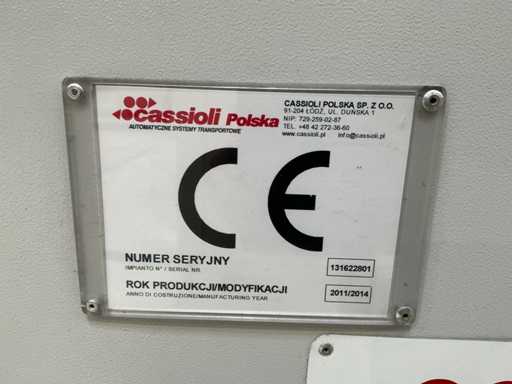 cassioli Polska
AUTOMATYCZNE SYSTEMY TRANSPORTOWE
CASSIOLI POLSKA SP. Z O.O.
91-204 ŁÓDŹ, UL. DUŃSKA 1
NIP: 729-259-02-87
TEL. +48 42 272-36-60
www.cassioli.pl info@cassioli.pl
CE
NUMER SERYJNY
IMPIANTO N° / SERIAL NR.
131622801
ROK PRODUKCJI/MODYFIKACJI
ANNO DI COSTRUZIONE/MANUFACTURING YEAR
2011/2014